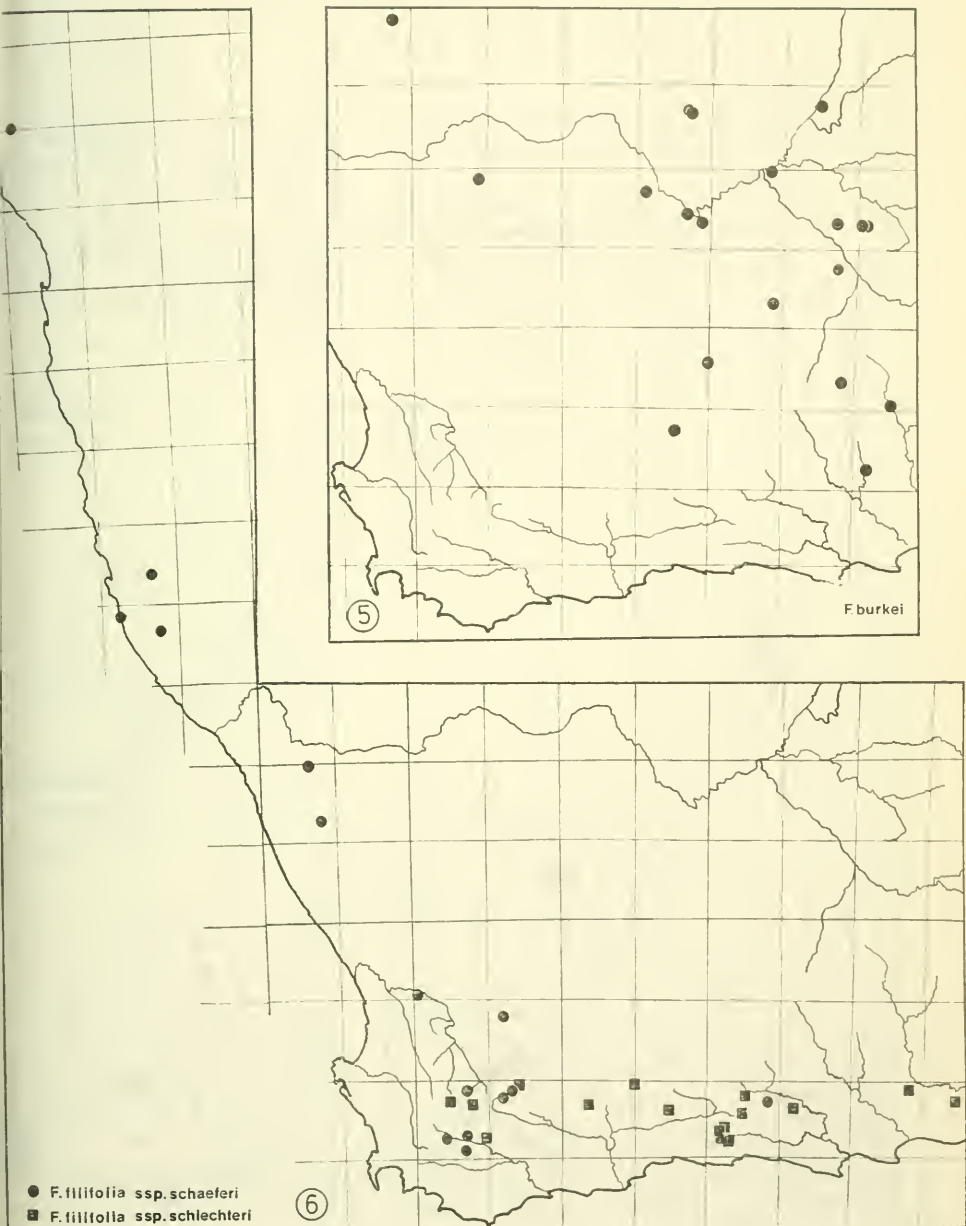 5
F. burkei
● F. filifolia ssp. schaeferi
■ F. filifolia ssp. schlechteri
6